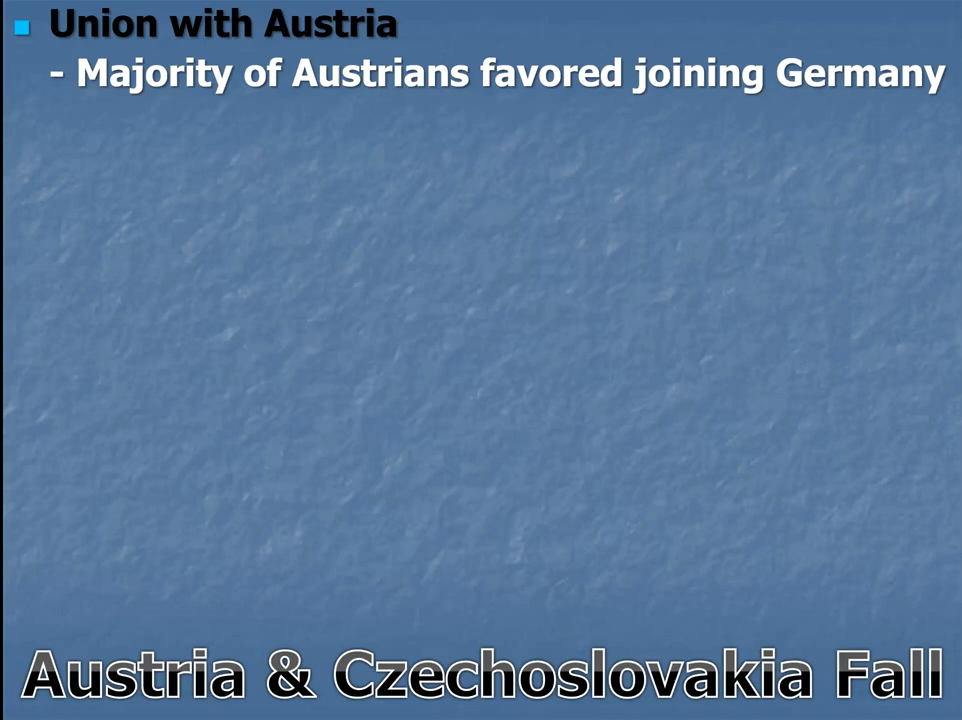 Union with Austria
- Majority of Austrians favored joining Germany
Austria & Czechoslovakia Fall